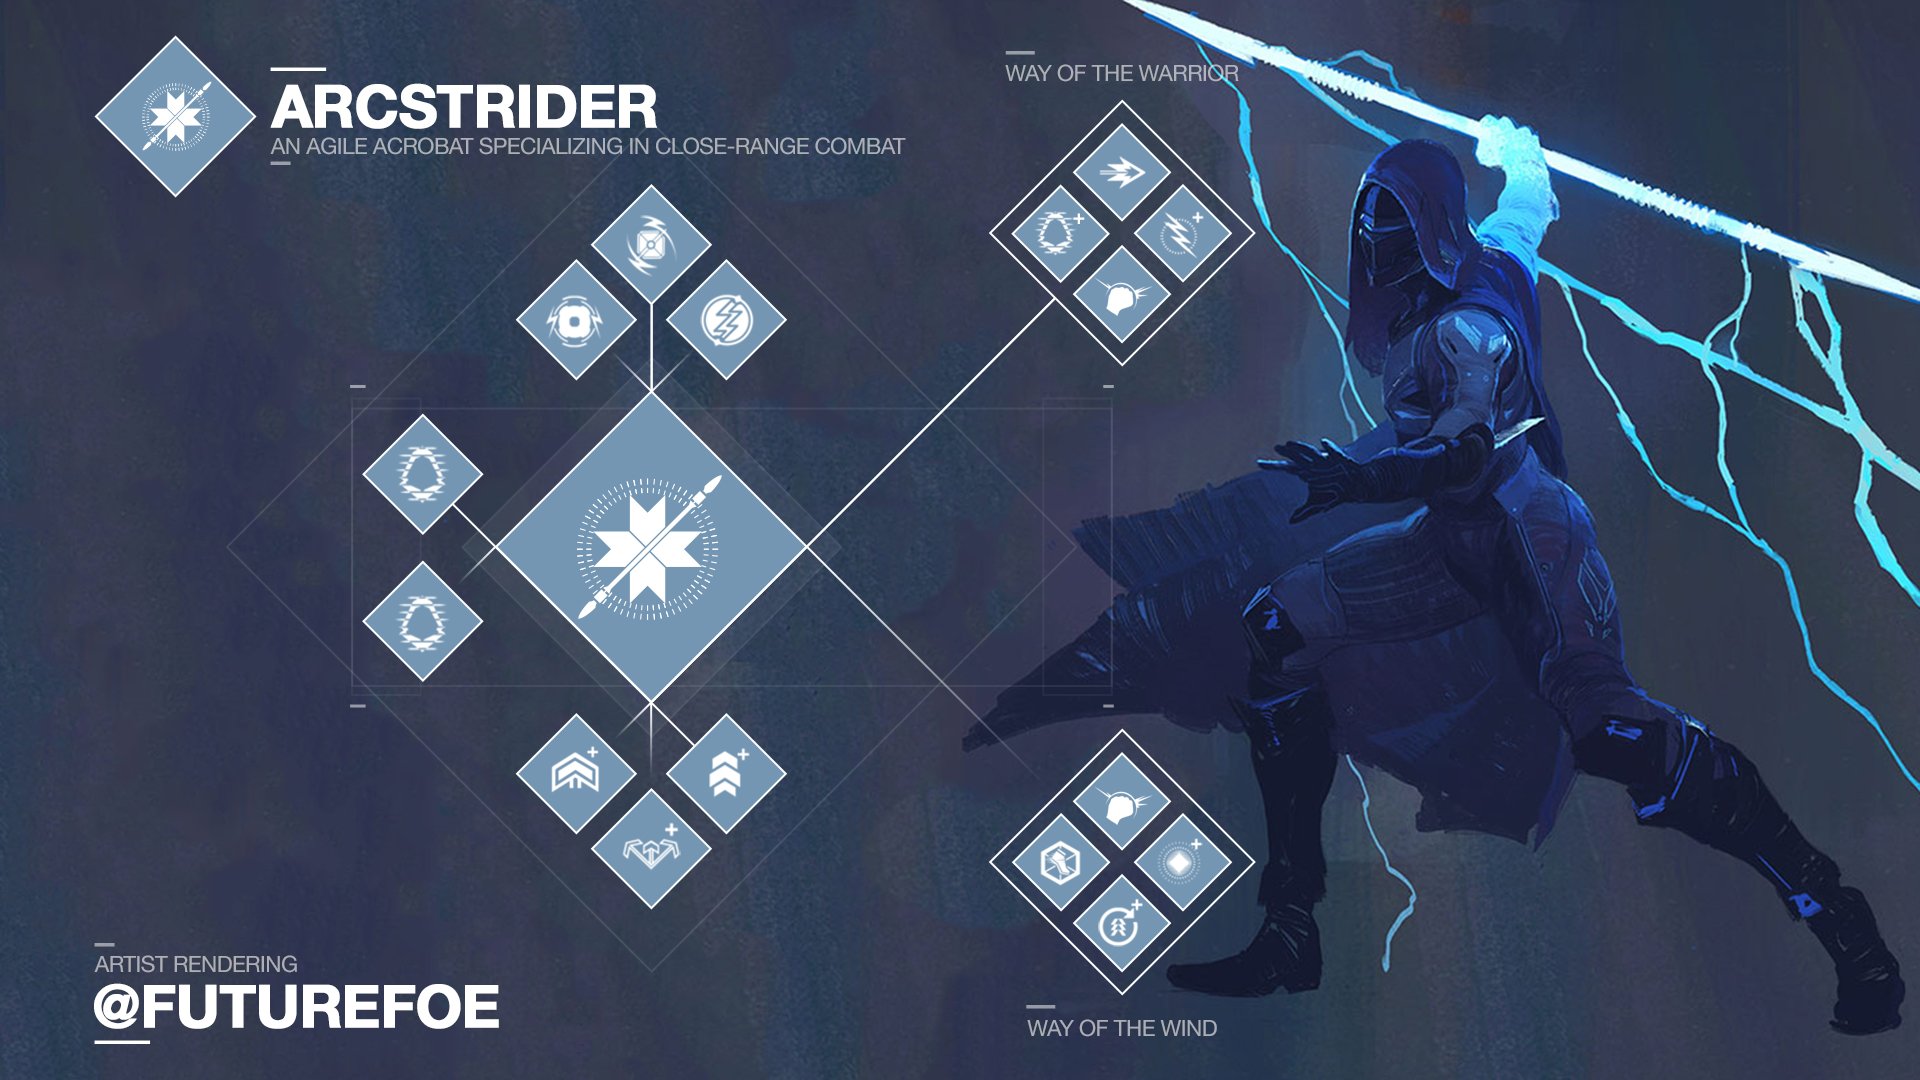 ARCSTRIDER
AN AGILE ACROBAT SPECIALIZING IN CLOSE-RANGE COMBAT
WAY OF THE WARRIOR
WAY OF THE WIND
ARTIST RENDERING
@FUTUREFOE